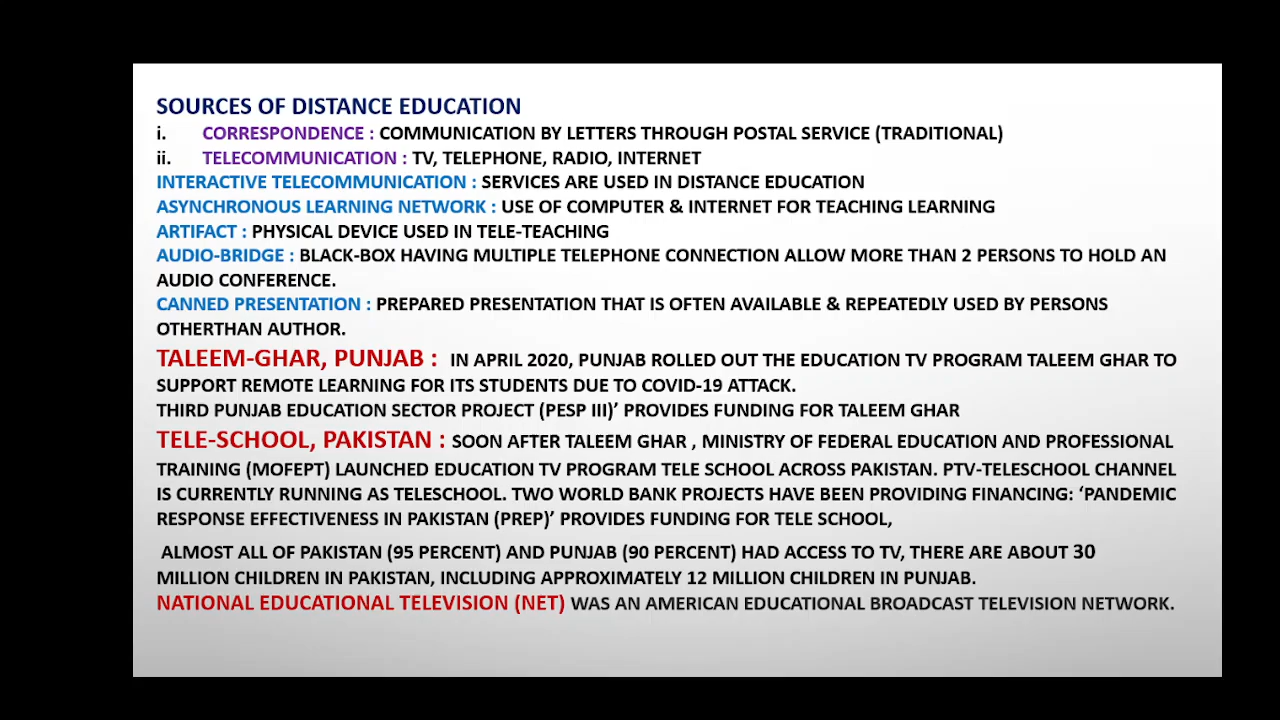 SOURCES OF DISTANCE EDUCATION
i. CORRESPONDENCE : COMMUNICATION BY LETTERS THROUGH POSTAL SERVICE (TRADITIONAL)
ii. TELECOMMUNICATION : TV, TELEPHONE, RADIO, INTERNET
INTERACTIVE TELECOMMUNICATION : SERVICES ARE USED IN DISTANCE EDUCATION
ASYNCHRONOUS LEARNING NETWORK : USE OF COMPUTER & INTERNET FOR TEACHING LEARNING
ARTIFACT : PHYSICAL DEVICE USED IN TELE-TEACHING
AUDIO-BRIDGE : BLACK-BOX HAVING MULTIPLE TELEPHONE CONNECTION ALLOW MORE THAN 2 PERSONS TO HOLD AN
AUDIO CONFERENCE.
CANNED PRESENTATION : PREPARED PRESENTATION THAT IS OFTEN AVAILABLE & REPEATEDLY USED BY PERSONS
OTHERTHAN AUTHOR.
TALEEM-GHAR, PUNJAB : IN APRIL 2020, PUNJAB ROLLED OUT THE EDUCATION TV PROGRAM TALEEM GHAR TO
SUPPORT REMOTE LEARNING FOR ITS STUDENTS DUE TO COVID-19 ATTACK.
THIRD PUNJAB EDUCATION SECTOR PROJECT (PESP III)’ PROVIDES FUNDING FOR TALEEM GHAR
TELE-SCHOOL, PAKISTAN : SOON AFTER TALEEM GHAR , MINISTRY OF FEDERAL EDUCATION AND PROFESSIONAL
TRAINING (MOFEPT) LAUNCHED EDUCATION TV PROGRAM TELE SCHOOL ACROSS PAKISTAN. PTV-TELESCHOOL CHANNEL
IS CURRENTLY RUNNING AS TELESCHOOL. TWO WORLD BANK PROJECTS HAVE BEEN PROVIDING FINANCING: ‘PANDEMIC
RESPONSE EFFECTIVENESS IN PAKISTAN (PREP)’ PROVIDES FUNDING FOR TELE SCHOOL,
ALMOST ALL OF PAKISTAN (95 PERCENT) AND PUNJAB (90 PERCENT) HAD ACCESS TO TV, THERE ARE ABOUT 30
MILLION CHILDREN IN PAKISTAN, INCLUDING APPROXIMATELY 12 MILLION CHILDREN IN PUNJAB.
NATIONAL EDUCATIONAL TELEVISION (NET) WAS AN AMERICAN EDUCATIONAL BROADCAST TELEVISION NETWORK.